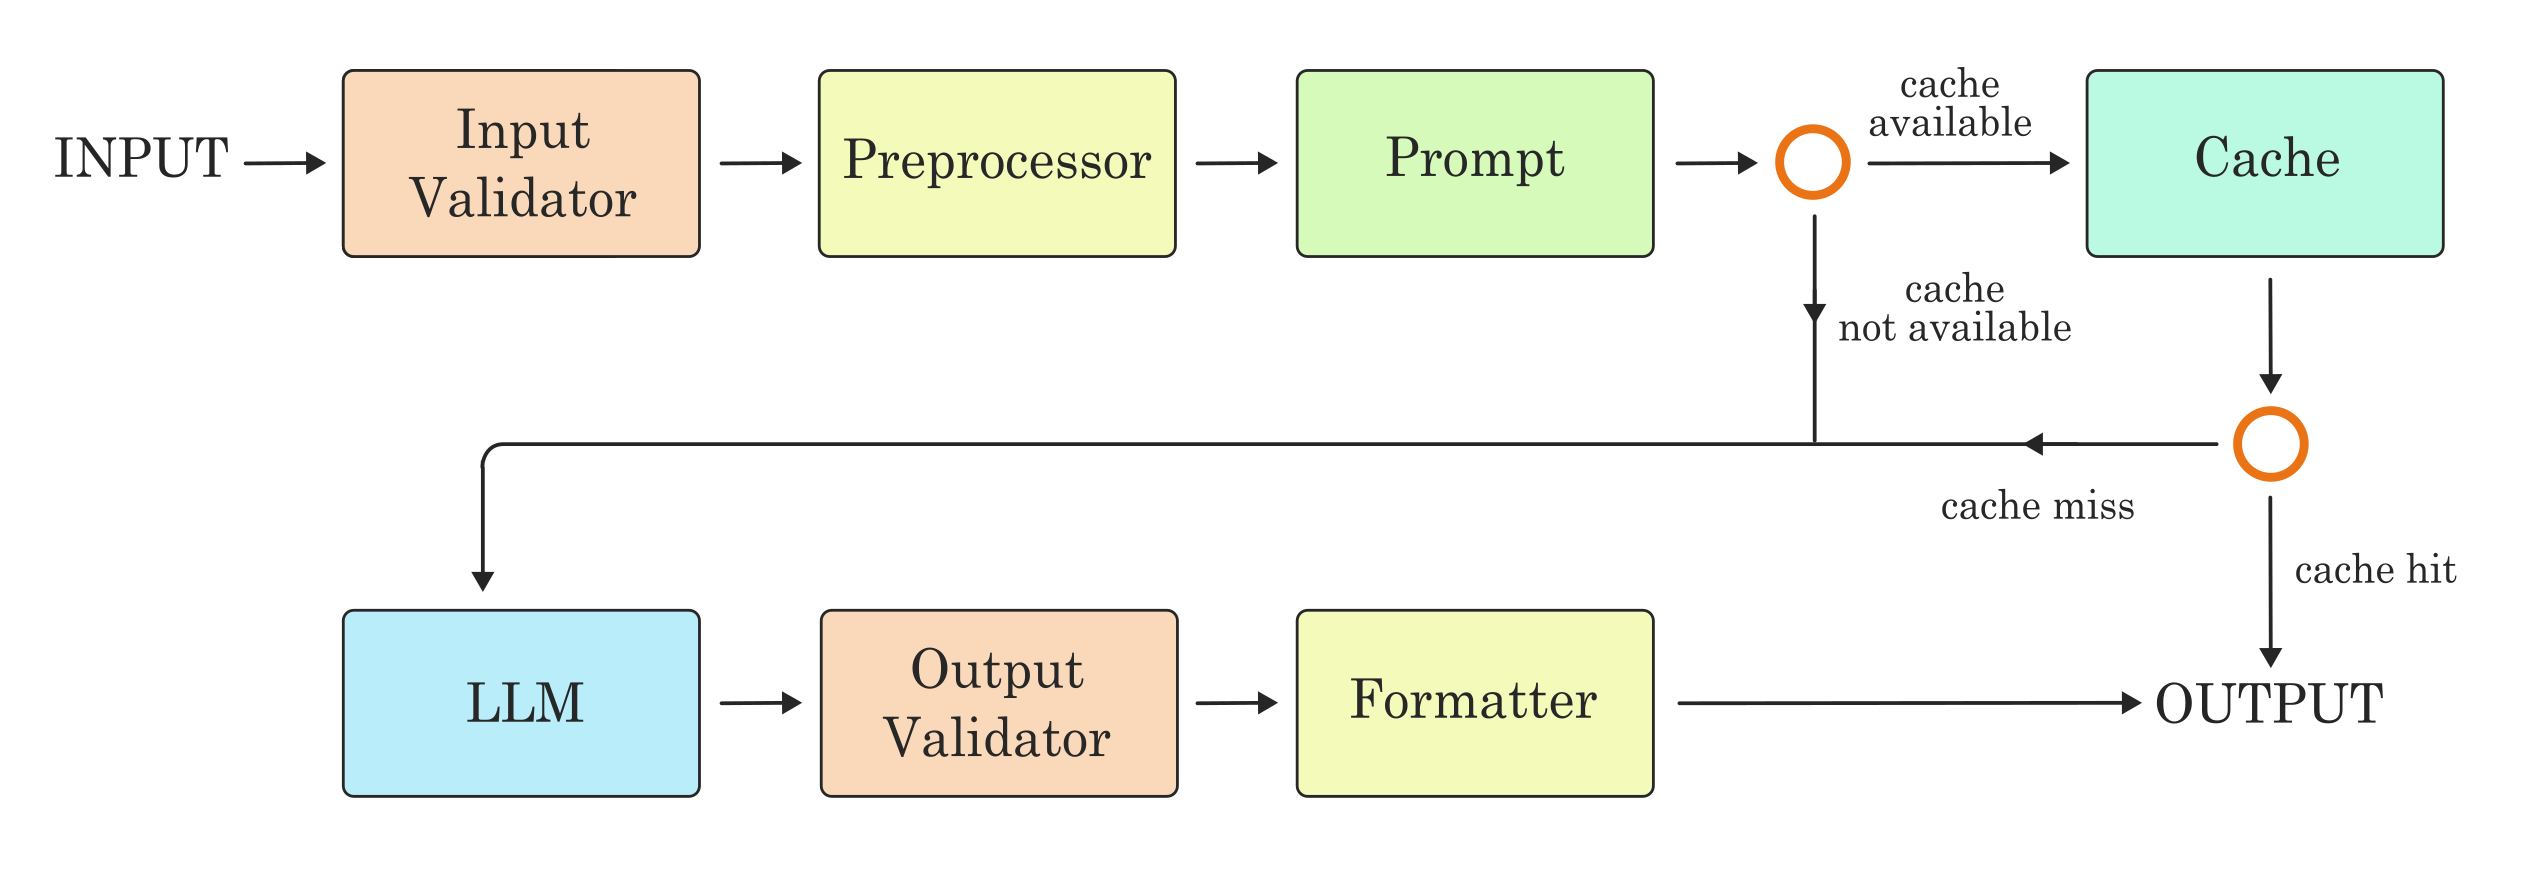 INPUT
Input
Validator
Preprocessor
Prompt
cache
available
Cache
cache
not available
cache miss
cache hit
LLM
Output
Validator
Formatter
OUTPUT